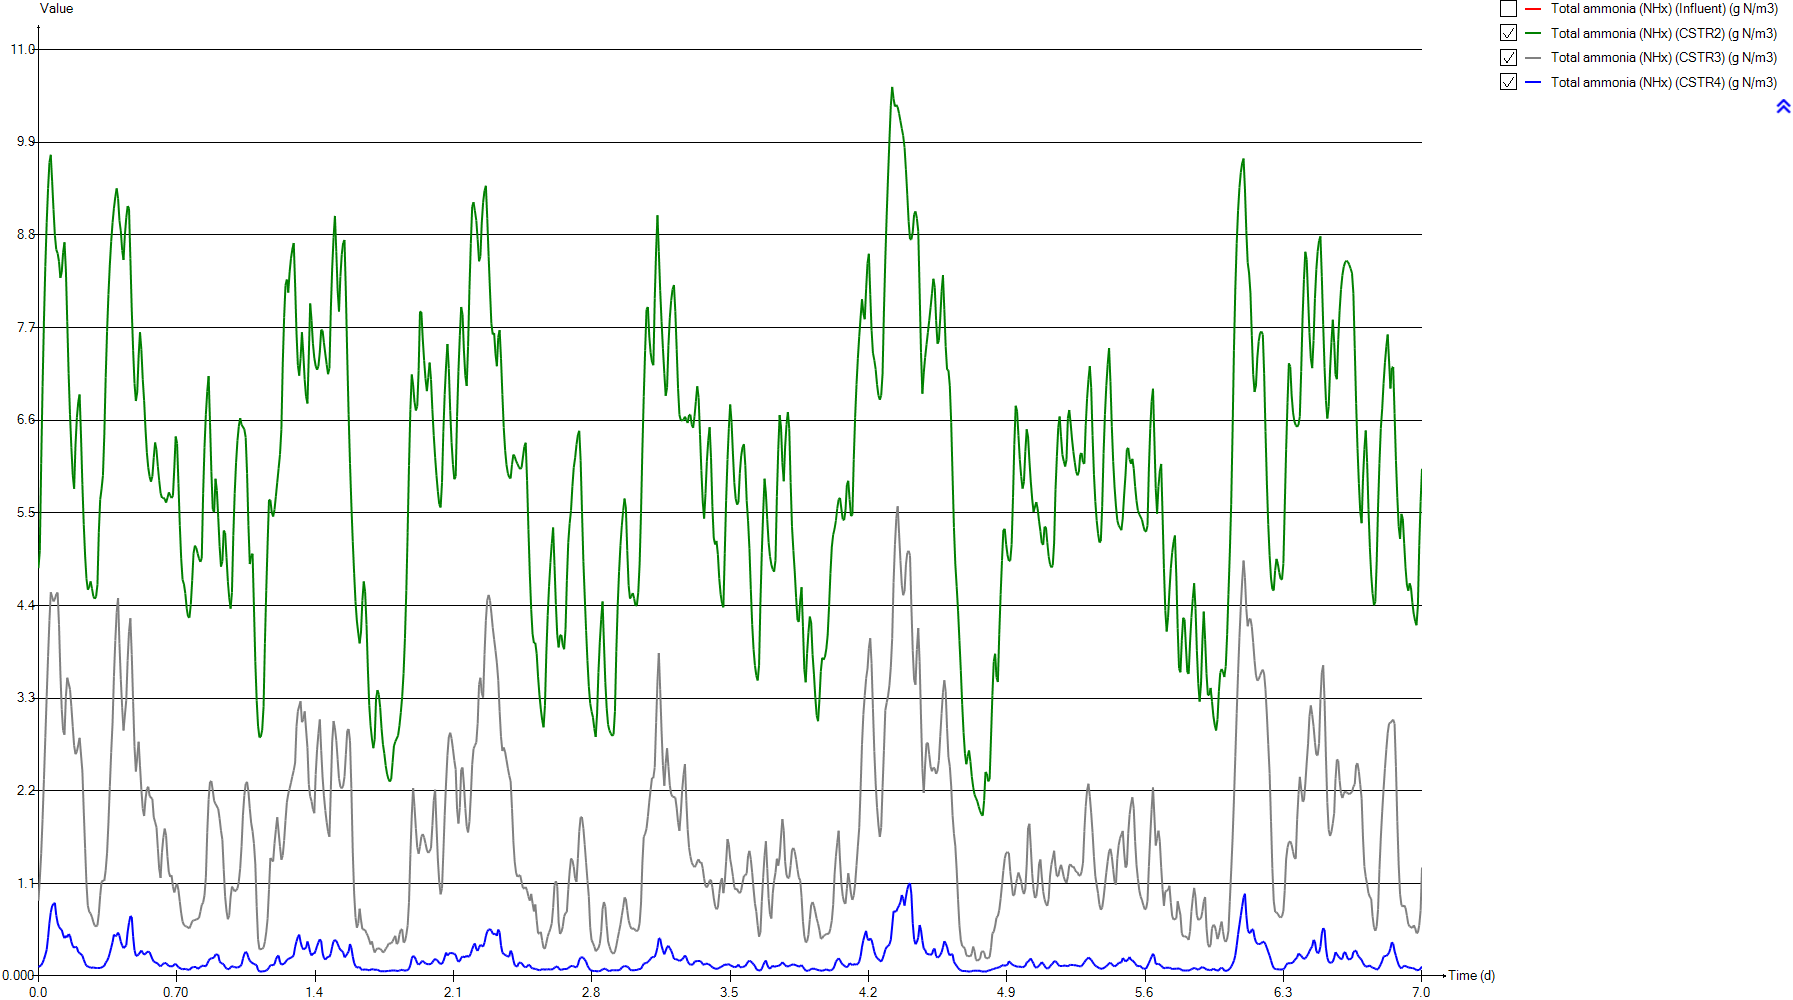 Value
Total ammonia (NHx) (Influent) (g N/m3)
Total ammonia (NHx) (CSTR2) (g N/m3)
Total ammonia (NHx) (CSTR3) (g N/m3)
Total ammonia (NHx) (CSTR4) (g N/m3)
11.0
9.9
8.8
7.7
6.6
5.5
4.4
3.3
2.2
1.1
0.000
0.0 0.70 1.4 2.1 2.8 3.5 4.2 4.9 5.6 6.3 7.0
Time (d)